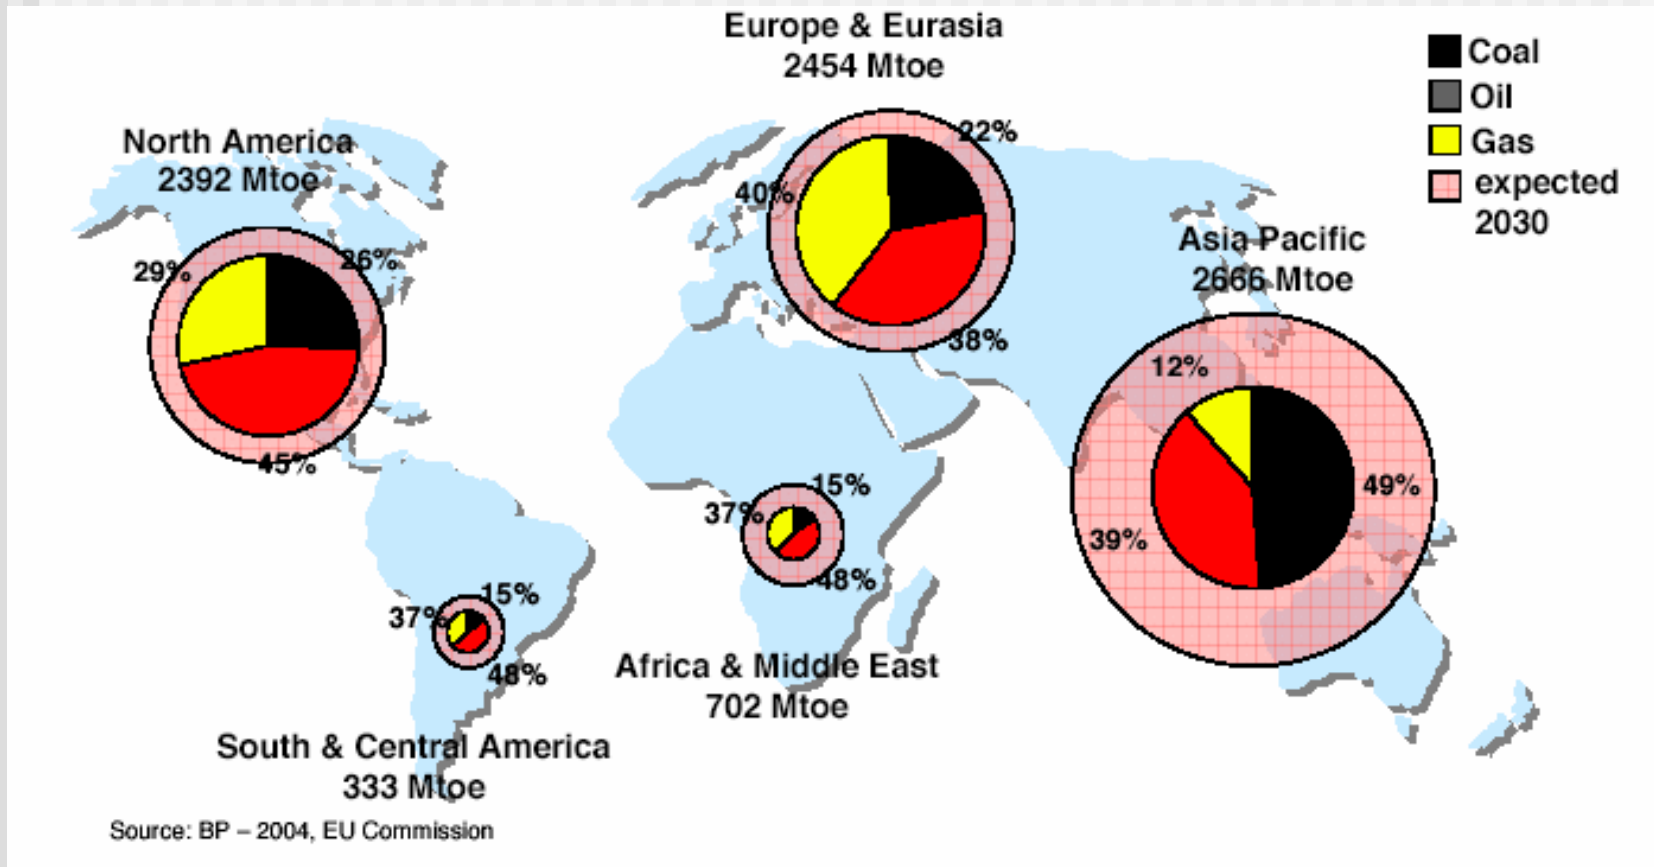 Europe & Eurasia
2454 Mtoe
Coal
Oil
Gas
expected
2030
North America
2392 Mtoe
22%
40%
38%
29%
26%
45%
Asia Pacific
2666 Mtoe
12%
49%
39%
15%
37%
48%
Africa & Middle East
702 Mtoe
15%
37%
48%
South & Central America
333 Mtoe
Source: BP – 2004, EU Commission